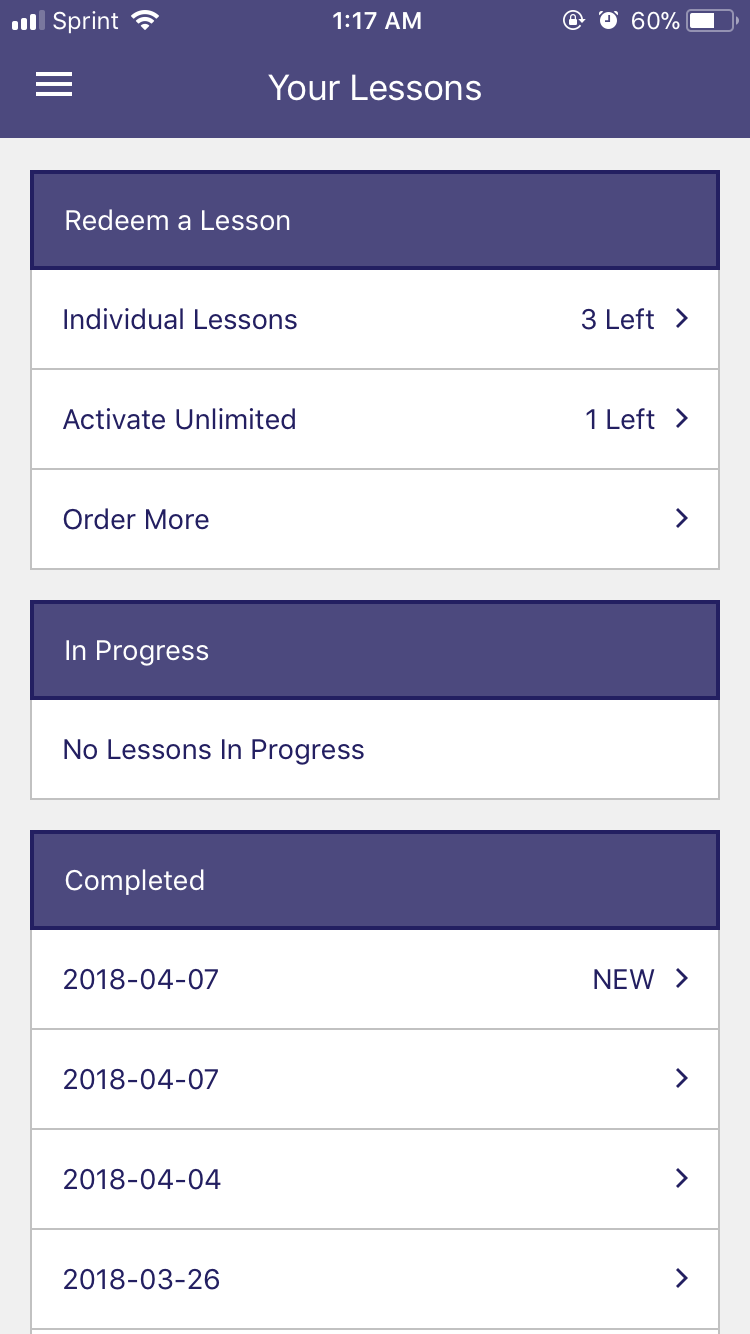 Sprint 1:17 AM 60%
Your Lessons
Redeem a Lesson
Individual Lessons 3 Left
Activate Unlimited 1 Left
Order More
In Progress
No Lessons In Progress
Completed
2018-04-07 NEW
2018-04-07
2018-04-04
2018-03-26